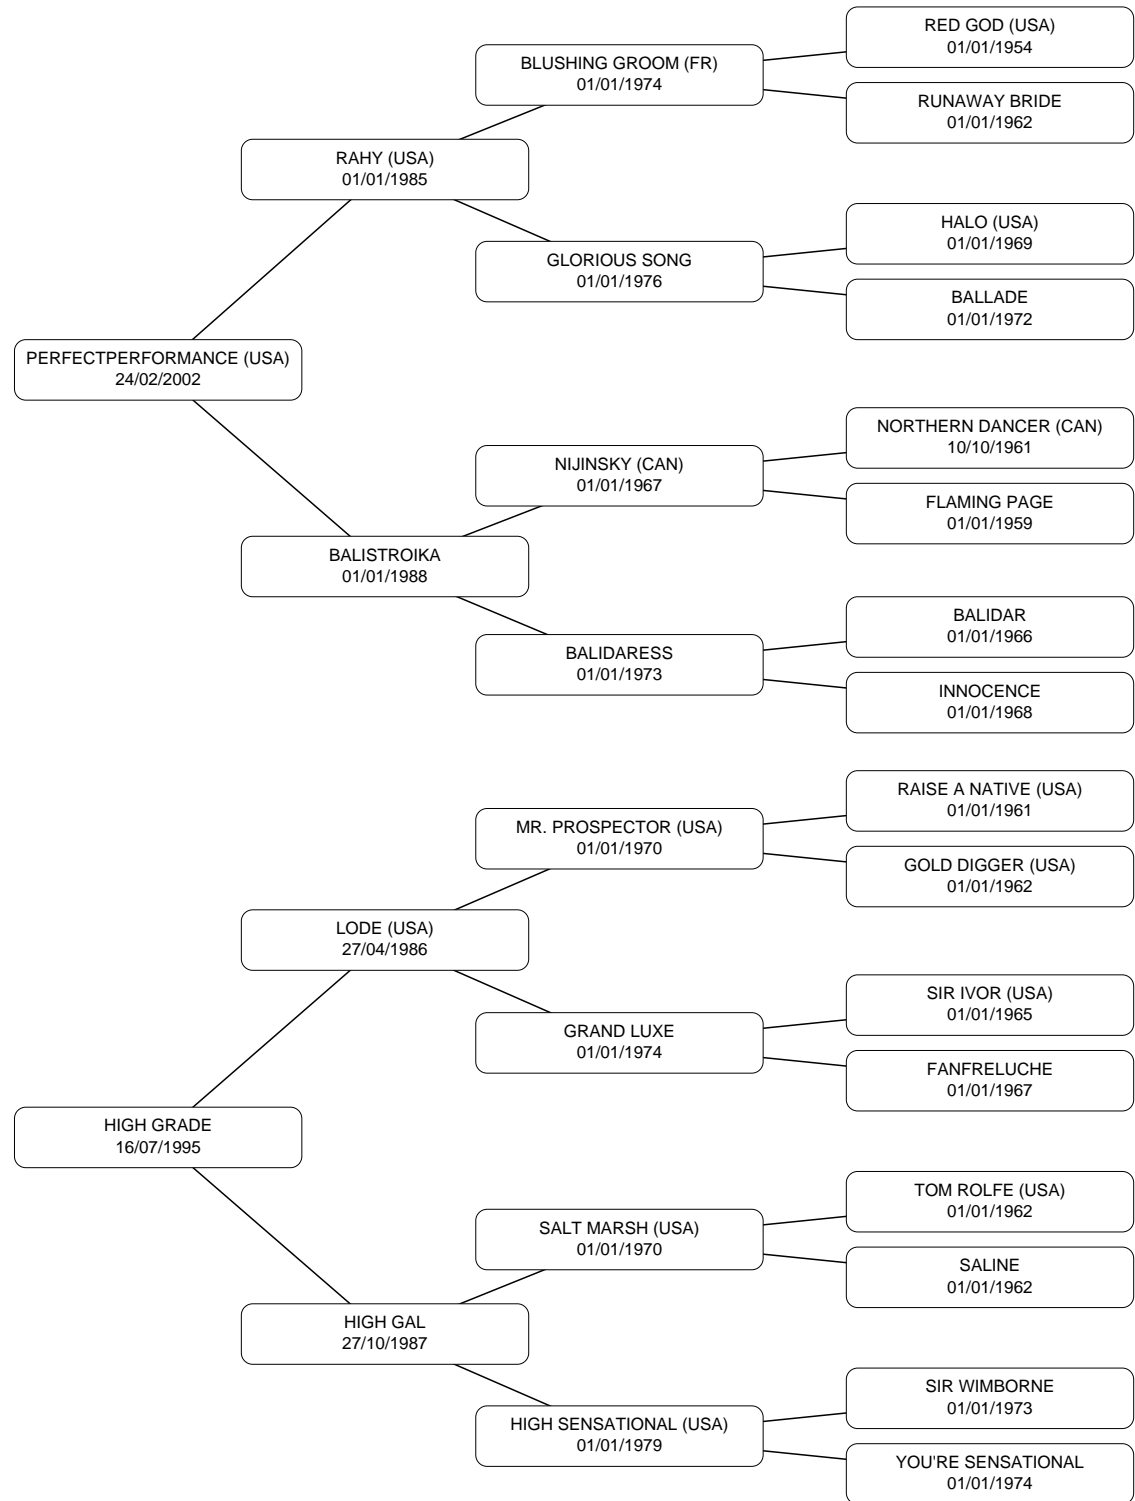 RED GOD (USA)
01/01/1954
BLUSHING GROOM (FR)
01/01/1974
RUNAWAY BRIDE
01/01/1962
RAHY (USA)
01/01/1985
HALO (USA)
01/01/1969
GLORIOUS SONG
01/01/1976
BALLADE
01/01/1972
PERFECTPERFORMANCE (USA)
24/02/2002
NORTHERN DANCER (CAN)
10/10/1961
NIJINSKY (CAN)
01/01/1967
FLAMING PAGE
01/01/1959
BALISTROIKA
01/01/1988
BALIDAR
01/01/1966
BALIDARESS
01/01/1973
INNOCENCE
01/01/1968
RAISE A NATIVE (USA)
01/01/1961
MR. PROSPECTOR (USA)
01/01/1970
GOLD DIGGER (USA)
01/01/1962
LODE (USA)
27/04/1986
SIR IVOR (USA)
01/01/1965
GRAND LUXE
01/01/1974
FANFRELUCHE
01/01/1967
HIGH GRADE
16/07/1995
TOM ROLFE (USA)
01/01/1962
SALT MARSH (USA)
01/01/1970
SALINE
01/01/1962
HIGH GAL
27/10/1987
SIR WIMBORNE
01/01/1973
HIGH SENSATIONAL (USA)
01/01/1979
YOU'RE SENSATIONAL
01/01/1974